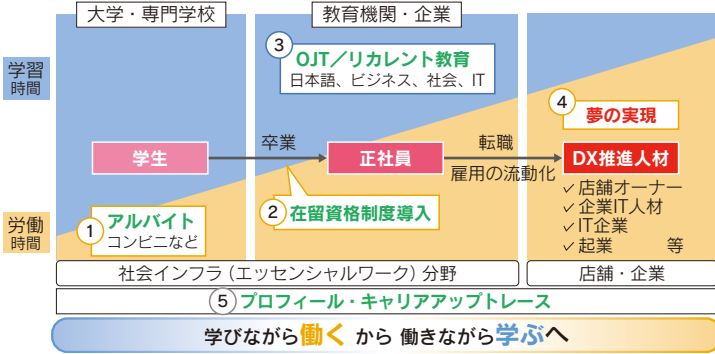 大学・専門学校
教育機関・企業
学習
時間
③
OJT／リカレント教育
日本語、ビジネス、社会、IT
④
夢の実現
学生
卒業
正社員
転職
雇用の流動化
DX推進人材
✓店舗オーナー
✓企業IT人材
✓IT企業
✓起業　等
労働
時間
①
アルバイト
コンビニなど
②
在留資格制度導入
社会インフラ（エッセンシャルワーク）分野
店舗・企業
⑤プロフィール・キャリアアップトレース
学びながら働く から 働きながら学ぶへ